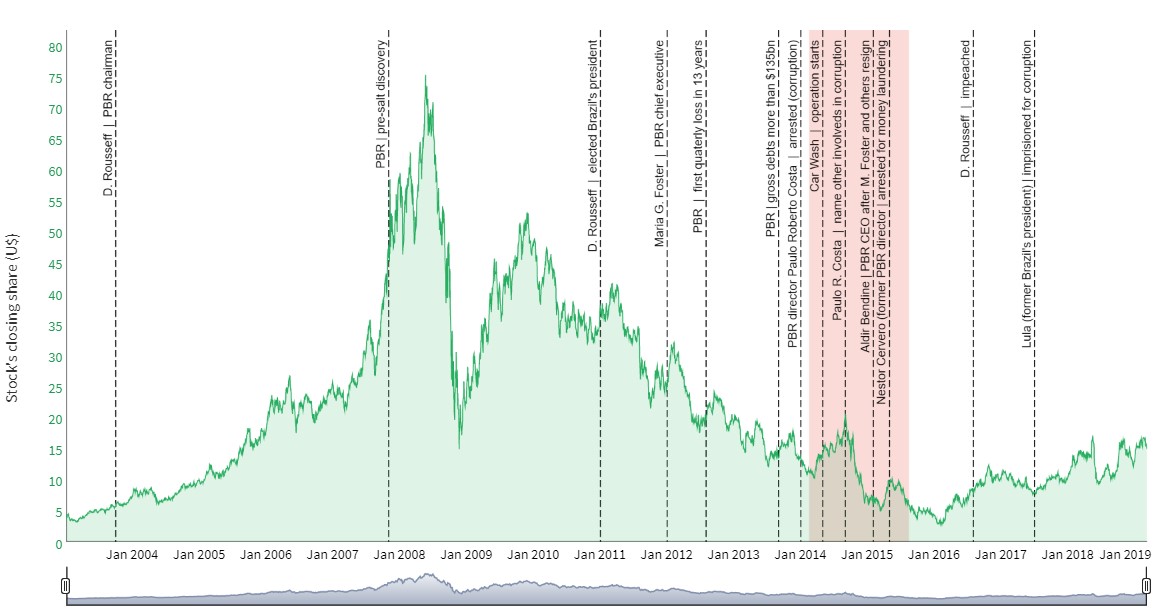 Stock's closing share (U$)
80
75
70
65
60
55
50
45
40
35
30
25
20
15
10
5
0
D. Rousseff | PBR chairman
PBR | pre-salt discovery
D. Rousseff | elected Brazil's president
Maria G. Foster | PBR chief executive
PBR | first quaterly loss in 13 years
PBR | gross debts more than $135bn
PBR director Paulo Roberto Costa | arrested (corruption)
Car Wash | operation starts
Paulo R. Costa | name other involveds in corruption
Aldir Bendine | PBR CEO after M. Foster and others resign
Nestor Cervero (former PBR director | arrested for money laundering
D. Rousseff | impeached
Lula (former Brazil's president) | imprisioned for corruption
Jan 2004
Jan 2005
Jan 2006
Jan 2007
Jan 2008
Jan 2009
Jan 2010
Jan 2011
Jan 2012
Jan 2013
Jan 2014
Jan 2015
Jan 2016
Jan 2017
Jan 2018
Jan 2019